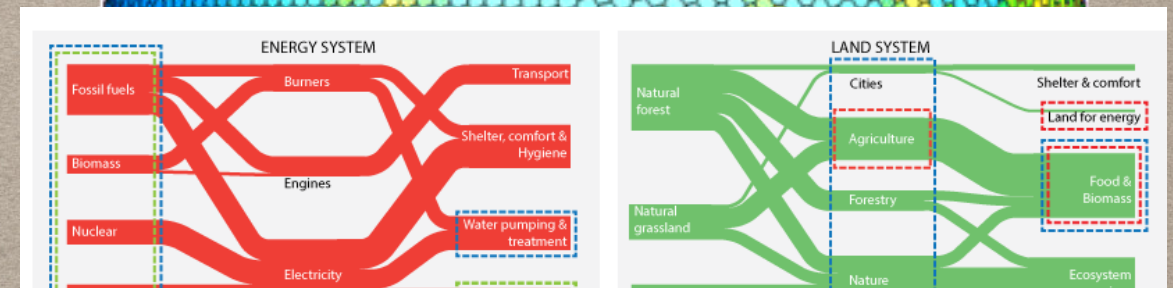 ENERGY SYSTEM
Fossil fuels
Burners
Transport
Shelter, comfort &
Hygiene
Biomass
Engines
Nuclear
Water pumping &
treatment
Electricity
LAND SYSTEM
Natural
forest
Cities
Shelter & comfort
Land for energy
Agriculture
Food &
Biomass
Forestry
Natural
grassland
Nature
Ecosystem